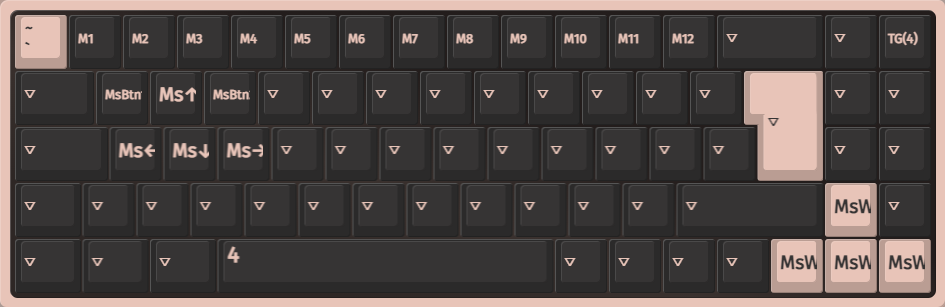 ~
`
M1 M2 M3 M4 M5 M6 M7 M8 M9 M10 M11 M12 ▽ ▽ TG(4)
▽ MsBtn Ms↑ MsBtn ▽ ▽ ▽ ▽ ▽ ▽ ▽ ▽ ▽ ▽ ▽ ▽
▽ Ms← Ms↓ Ms→ ▽ ▽ ▽ ▽ ▽ ▽ ▽ ▽ ▽ ▽ ▽
▽ ▽ ▽ ▽ ▽ ▽ ▽ ▽ ▽ ▽ ▽ ▽ MsW ▽
▽ ▽ ▽ 4 ▽ ▽ ▽ ▽ MsW MsW MsW